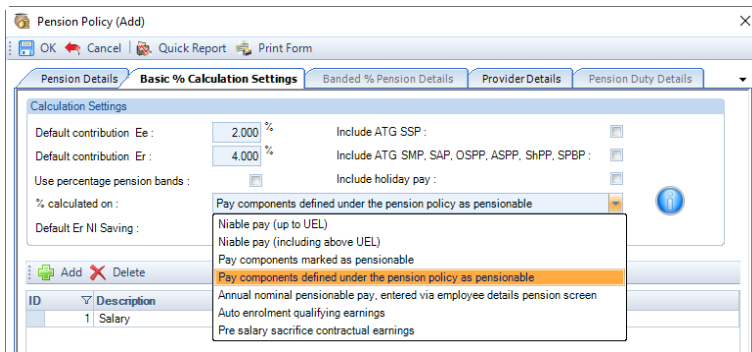 Pension Policy (Add)
OK Cancel Quick Report Print Form
Pension Details Basic % Calculation Settings Banded % Pension Details Provider Details Pension Duty Details
Calculation Settings
Default contribution Ee : 2.000 % Include ATG SSP :
Default contribution Er : 4.000 % Include ATG SMP, SAP, OSPP, ASPP, ShPP, SPBP :
Use percentage pension bands : Include holiday pay :
% calculated on : Pay components defined under the pension policy as pensionable
Default Er NI Saving :
Niable pay (up to UEL)
Niable pay (including above UEL)
Pay components marked as pensionable
Pay components defined under the pension policy as pensionable
Annual nominal pensionable pay, entered via employee details pension screen
Auto enrolment qualifying earnings
Pre salary sacrifice contractual earnings
Add Delete
ID Description
1 Salary